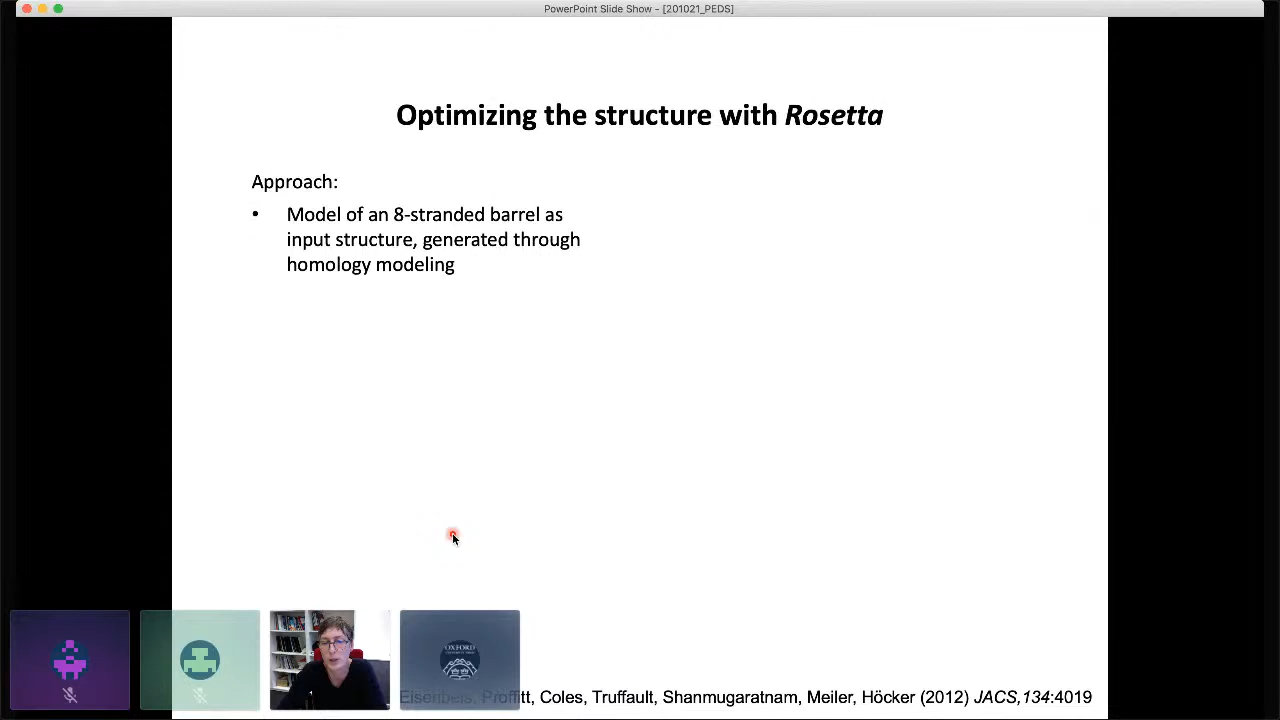 PowerPoint Slide Show - [201021_PEDS]
Optimizing the structure with Rosetta
Approach:
• Model of an 8-stranded barrel as
input structure, generated through
homology modeling
OXFORD
Eisenbeis, Proffitt, Coles, Truffault, Shanmugaratnam, Meiler, Höcker (2012) JACS,134:4019